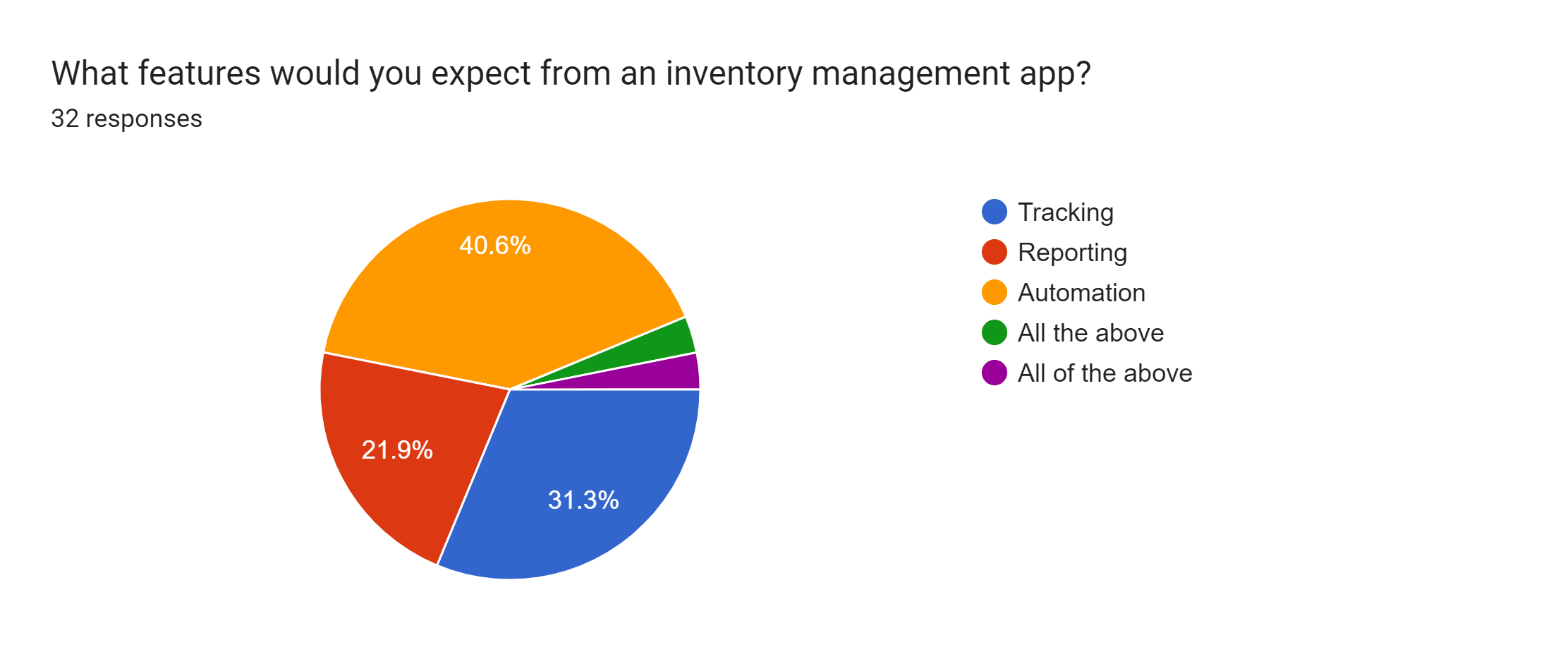 What features would you expect from an inventory management app?
32 responses
40.6%
21.9%
31.3%
Tracking
Reporting
Automation
All the above
All of the above